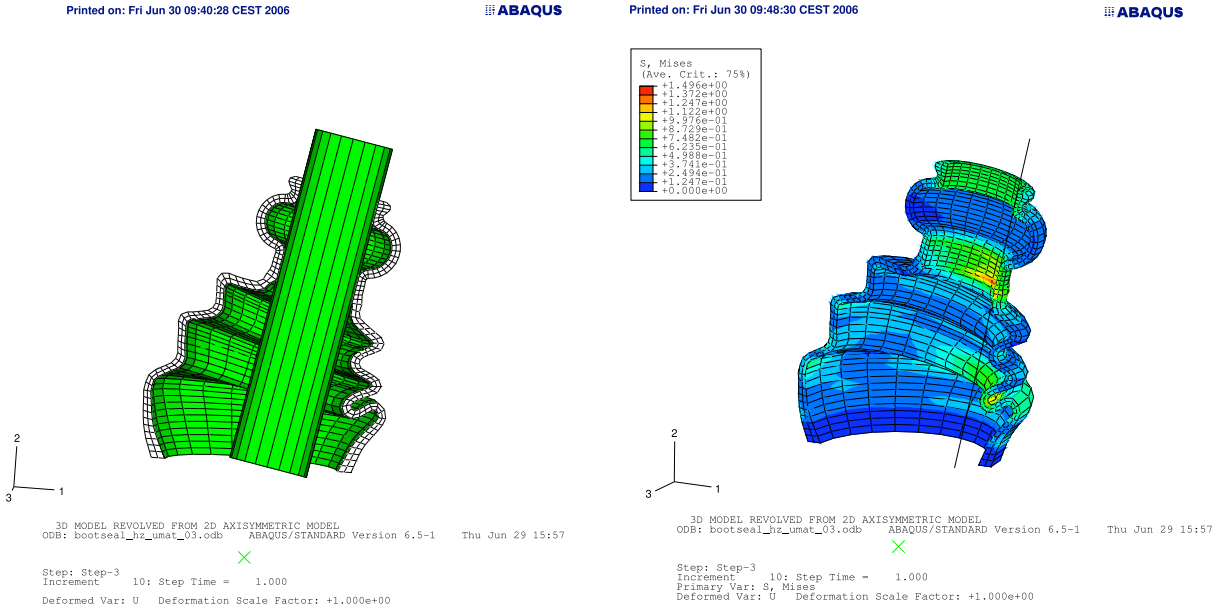 Printed on: Fri Jun 30 09:40:28 CEST 2006
ABAQUS
2
3
1
3D MODEL REVOLVED FROM 2D AXISYMMETRIC MODEL
ODB: bootseal_hz_umat_03.odb ABAQUS/STANDARD Version 6.5-1 Thu Jun 29 15:57
Step: Step-3
Increment 10: Step Time = 1.000
Deformed Var: U Deformation Scale Factor: +1.000e+00
Printed on: Fri Jun 30 09:48:30 CEST 2006
ABAQUS
S, Mises
(Ave. Crit.: 75%)
+1.496e+00
+1.372e+00
+1.247e+00
+1.122e+00
+9.976e-01
+8.729e-01
+7.482e-01
+6.235e-01
+4.988e-01
+3.741e-01
+2.494e-01
+1.247e-01
+0.000e+00
2
3
1
3D MODEL REVOLVED FROM 2D AXISYMMETRIC MODEL
ODB: bootseal_hz_umat_03.odb ABAQUS/STANDARD Version 6.5-1 Thu Jun 29 15:57
Step: Step-3
Increment 10: Step Time = 1.000
Primary Var: S, Mises
Deformed Var: U Deformation Scale Factor: +1.000e+00